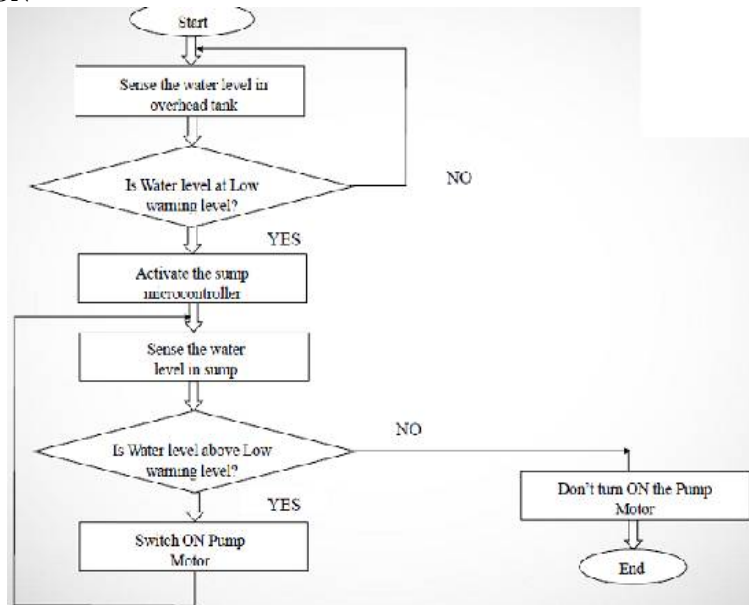 Start
Sense the water level in
overhead tank
Is Water level at Low
warning level?
NO
YES
Activate the sump
microcontroller
Sense the water
level in sump
Is Water level above Low
warning level?
NO
YES
Switch ON Pump
Motor
Don't turn ON the Pump
Motor
End